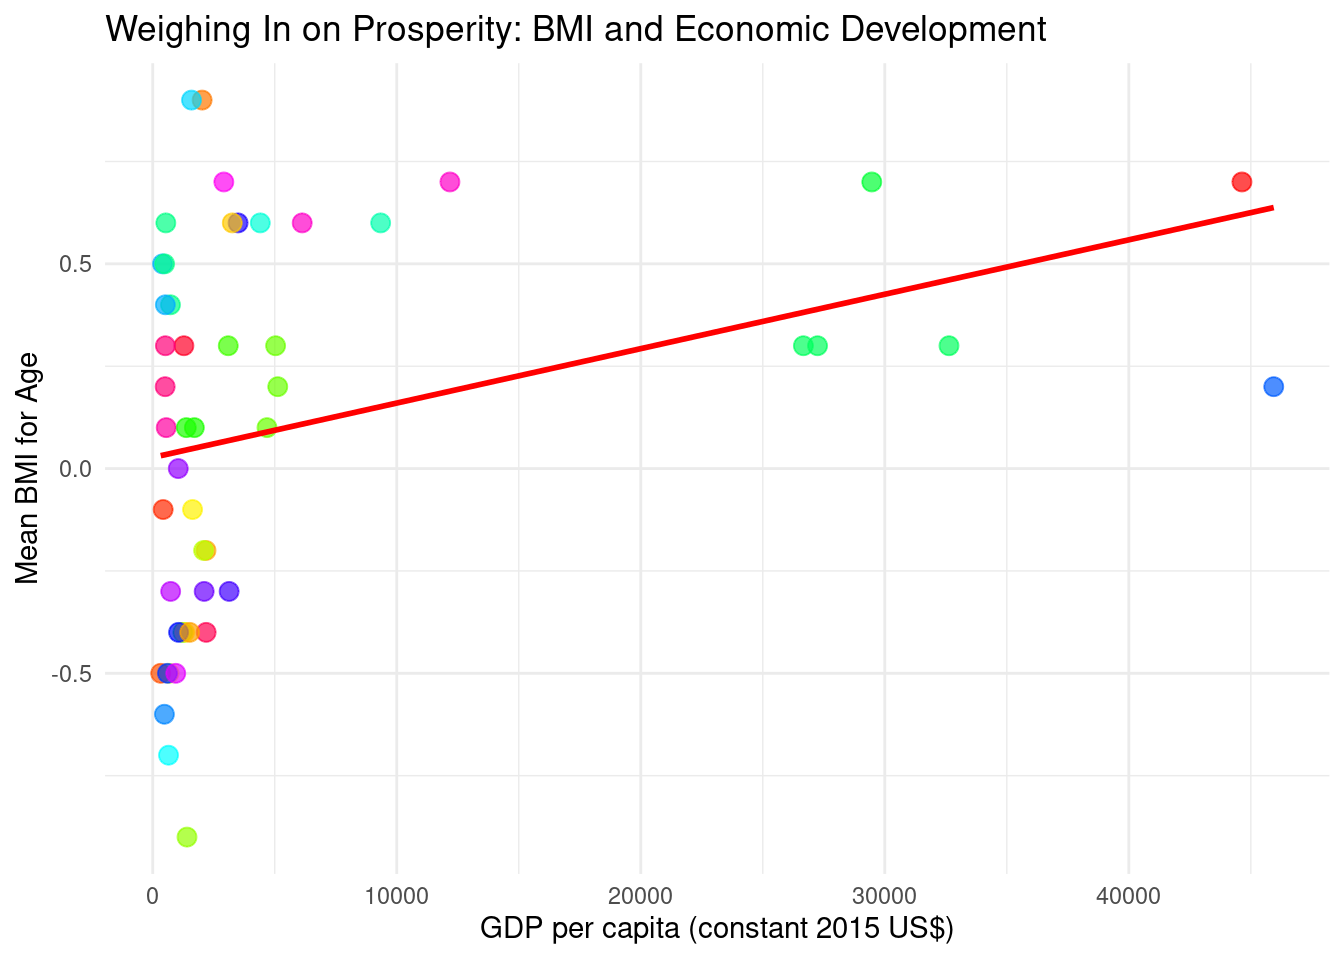 Weighing In on Prosperity: BMI and Economic Development
Mean BMI for Age
0.5
0.0
-0.5
0 10000 20000 30000 40000
GDP per capita (constant 2015 US$)